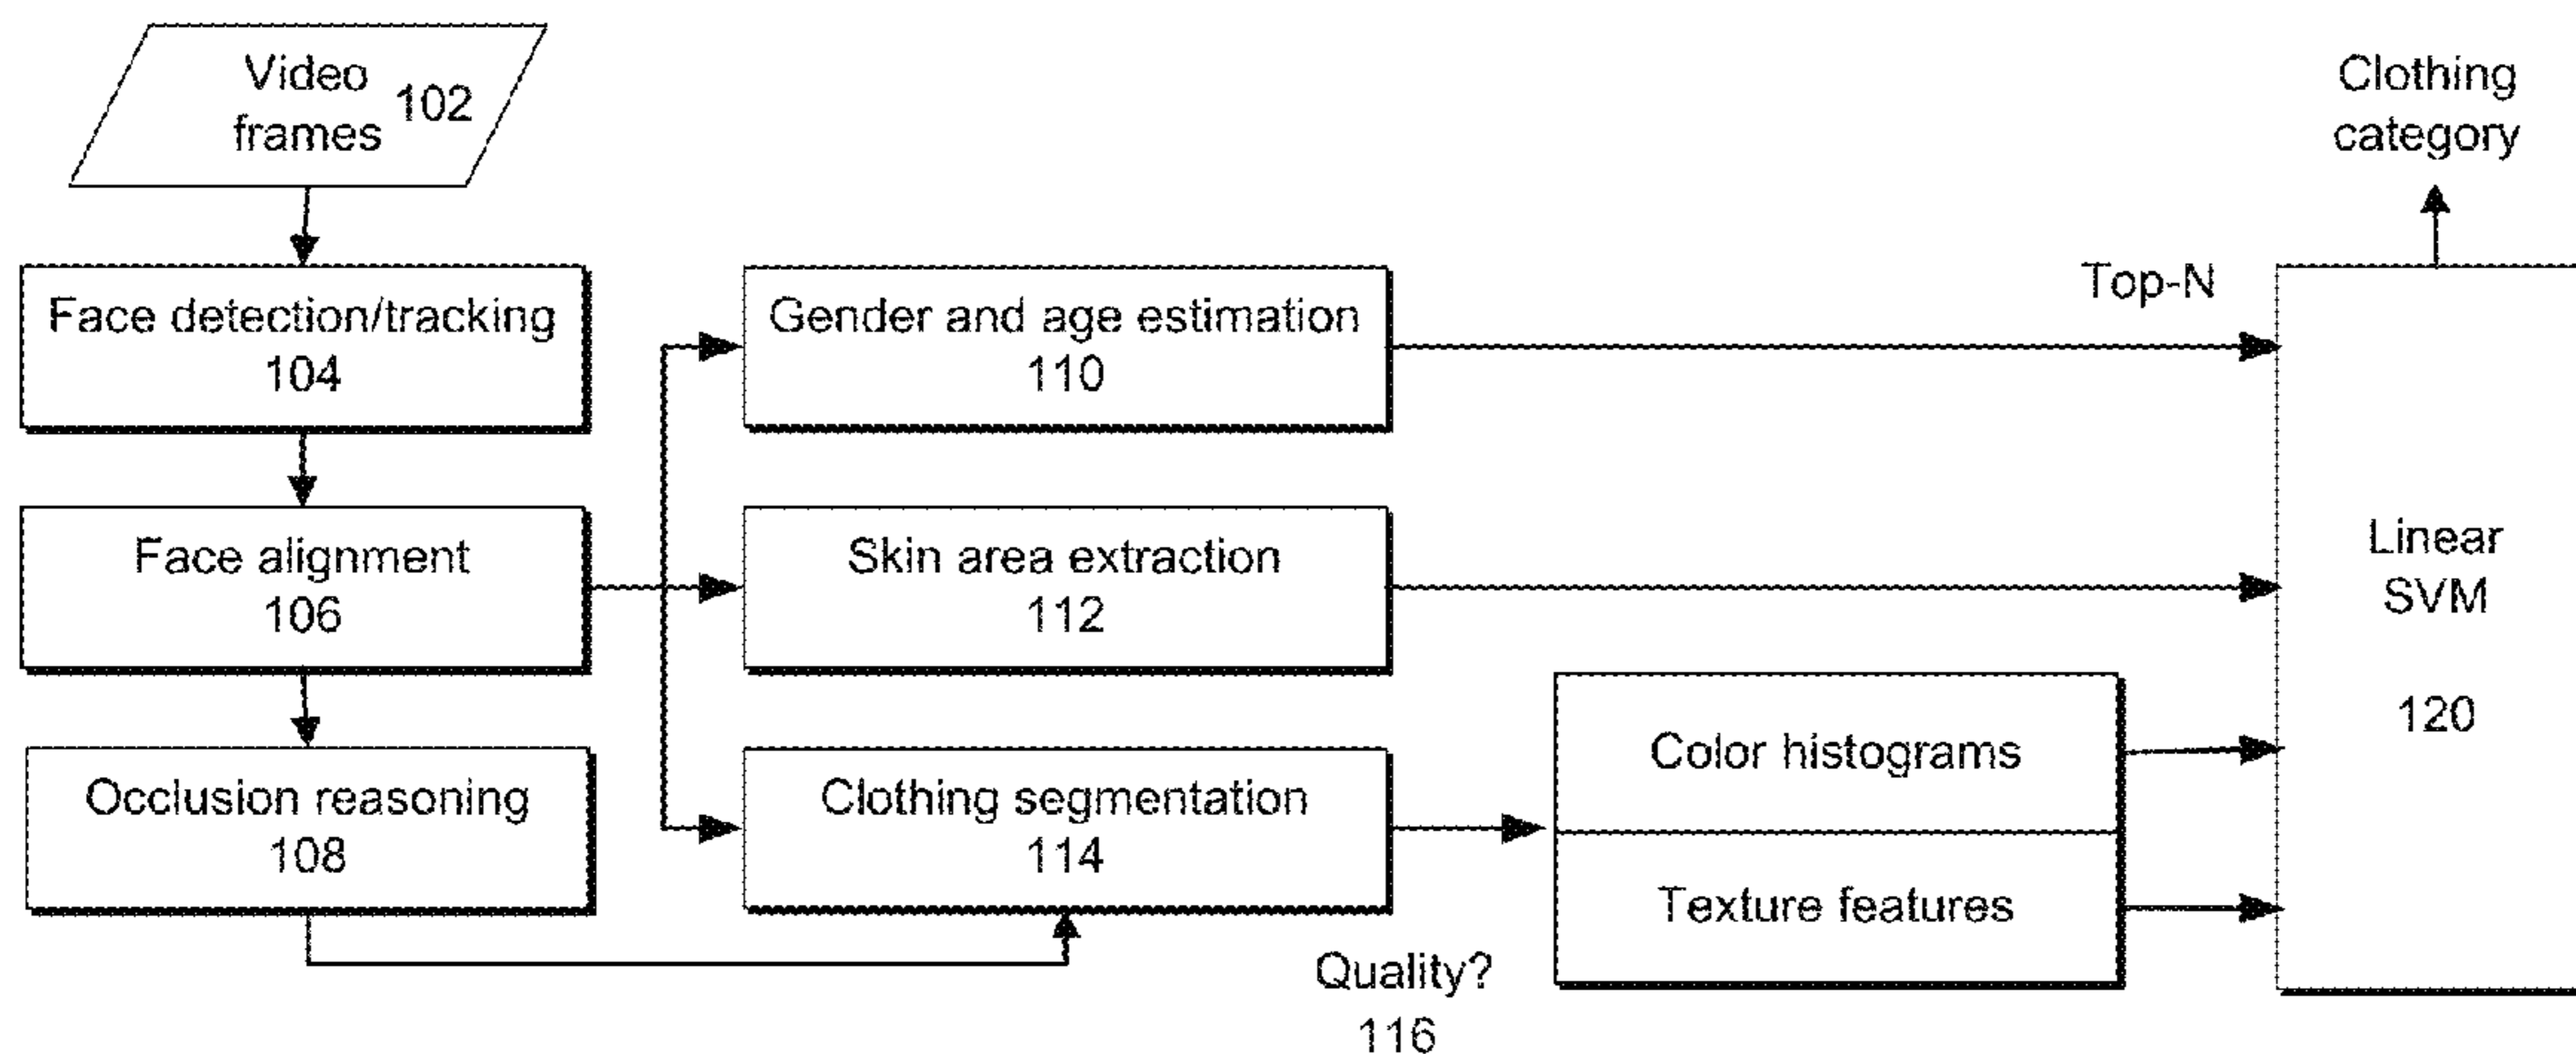 Video
frames 102
Face detection/tracking
104
Face alignment
106
Occlusion reasoning
108
Gender and age estimation
110
Skin area extraction
112
Clothing segmentation
114
Quality?
116
Color histograms
Texture features
Top-N
Clothing
category
Linear
SVM
120